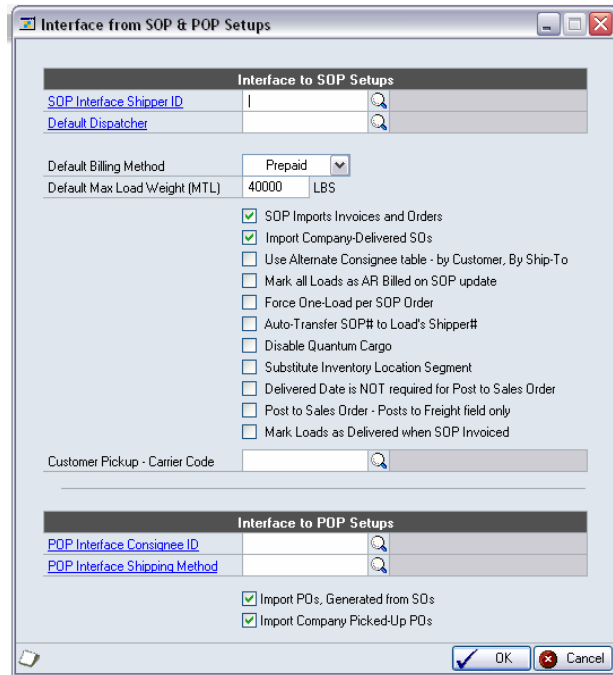 Interface from SOP & POP Setups
Interface to SOP Setups
SOP Interface Shipper ID
Default Dispatcher
Default Billing Method Prepaid
Default Max Load Weight (MTL) 40000 LBS
SOP Imports Invoices and Orders
Import Company-Delivered SOs
Use Alternate Consignee table - by Customer, By Ship-To
Mark all Loads as AR Billed on SOP update
Force One-Load per SOP Order
Auto-Transfer SOP# to Load's Shipper#
Disable Quantum Cargo
Substitute Inventory Location Segment
Delivered Date is NOT required for Post to Sales Order
Post to Sales Order - Posts to Freight field only
Mark Loads as Delivered when SOP Invoiced
Customer Pickup - Carrier Code
Interface to POP Setups
POP Interface Consignee ID
POP Interface Shipping Method
Import POs, Generated from SOs
Import Company Picked-Up POs
OK Cancel